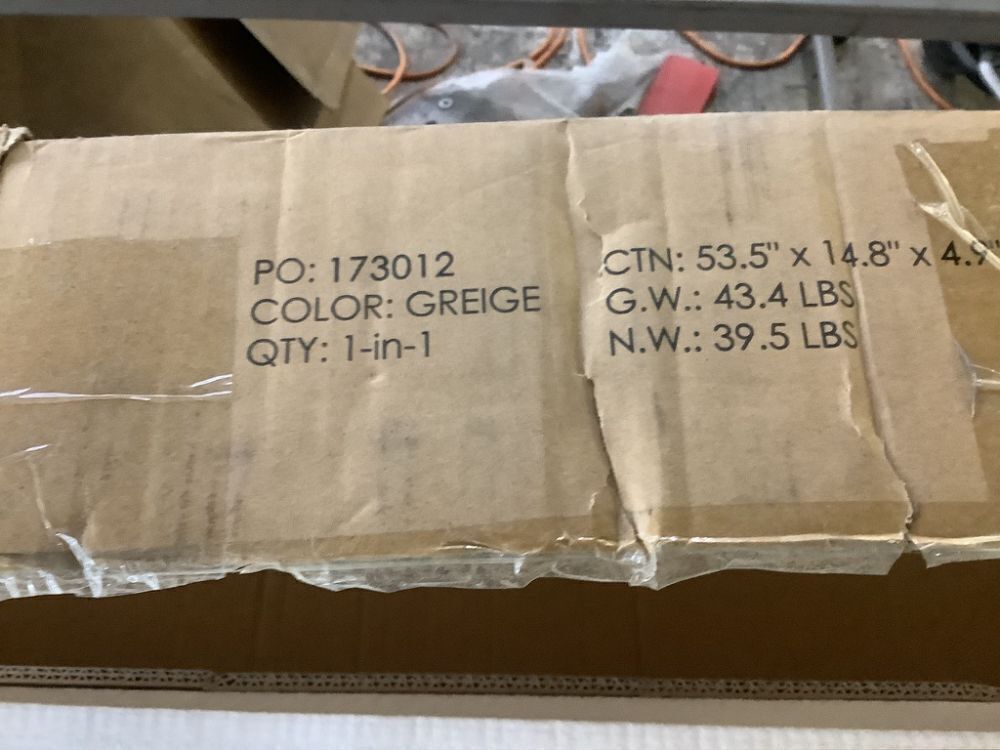 PO: 173012
COLOR: GREIGE
QTY: 1-in-1
CTN: 53.5" x 14.8" x 4.9"
G.W.: 43.4 LBS
N.W.: 39.5 LBS